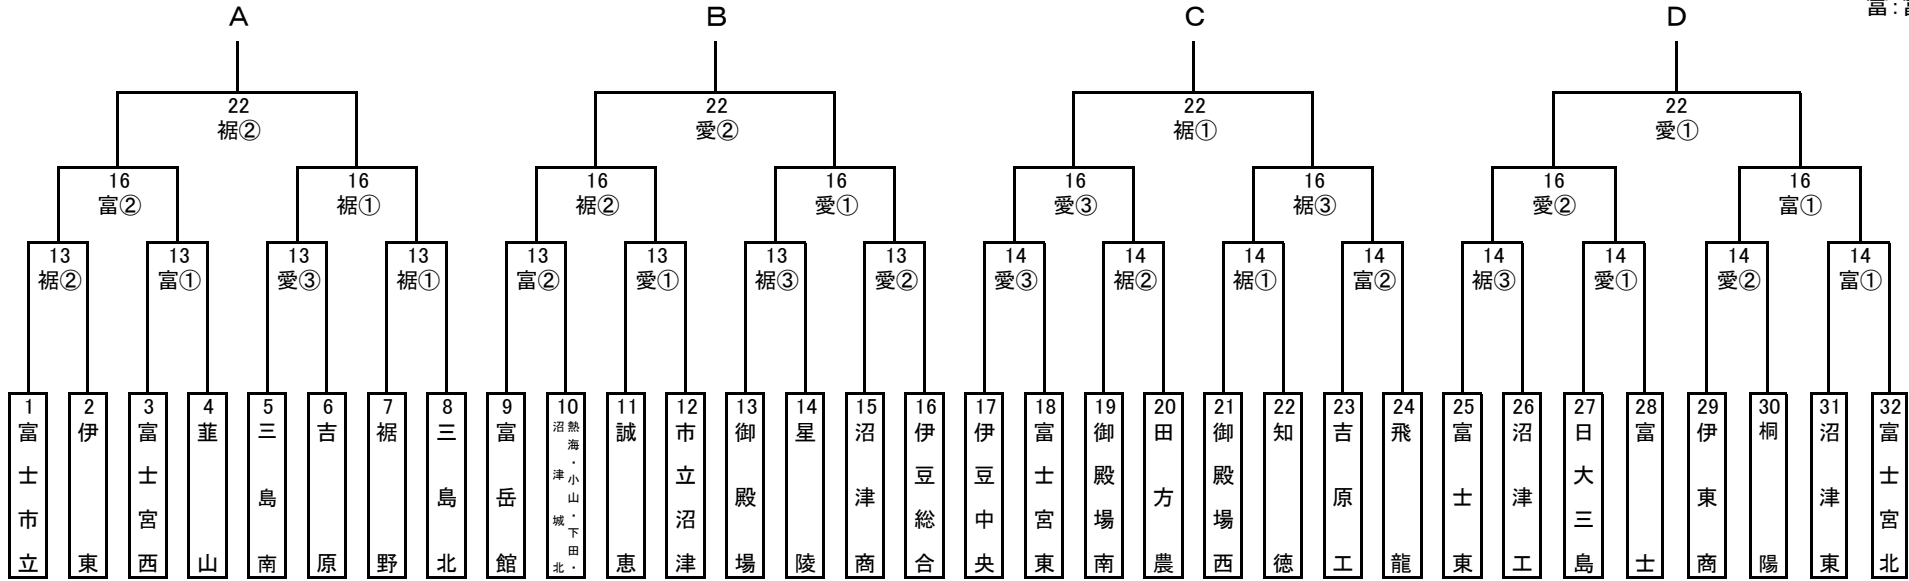 A B C D
富:
22 22 22 22
裾② 愛② 裾① 愛①
16 16 16 16 16 16 16 16
富② 裾① 裾② 愛① 愛③ 裾③ 愛② 富①
13 13 13 13 13 13 13 13 14 14 14 14 14 14 14 14
裾② 富① 愛③ 裾① 富② 愛① 裾③ 愛② 愛③ 裾② 裾① 富② 裾③ 愛① 愛② 富①
1 富士市立
2 伊東
3 富士宮西
4 韮山
5 三島南
6 吉原
7 裾野
8 三島北
9 富岳館
10 熱海・小山・下田・
沼津城北
11 誠恵
12 市立沼津
13 御殿場
14 星陵
15 沼津商
16 伊豆総合
17 伊豆中央
18 富士宮東
19 御殿場南
20 田方農
21 御殿場西
22 知徳
23 吉原工
24 飛龍
25 富士東
26 沼津工
27 日大三島
28 富士
29 伊東商
30 桐陽
31 沼津東
32 富士宮北